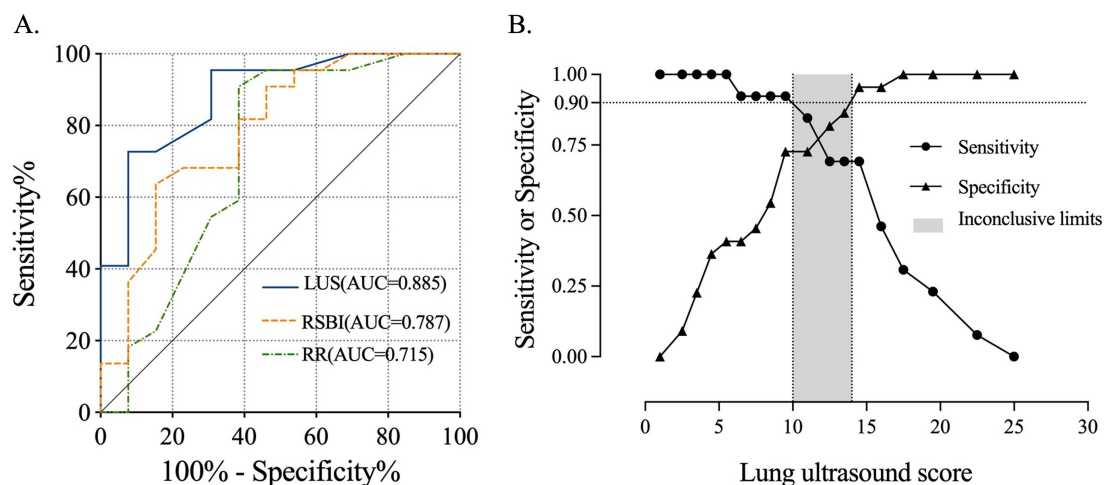 A.
100
80
60
40
20
0
Sensitivity%
LUS(AUC=0.885)
RSBI(AUC=0.787)
RR(AUC=0.715)
0 20 40 60 80 100
100% - Specificity%
B.
1.00
0.90
0.75
0.50
0.25
0.00
Sensitivity or Specificity
Sensitivity
Specificity
Inconclusive limits
0 5 10 15 20 25 30
Lung ultrasound score